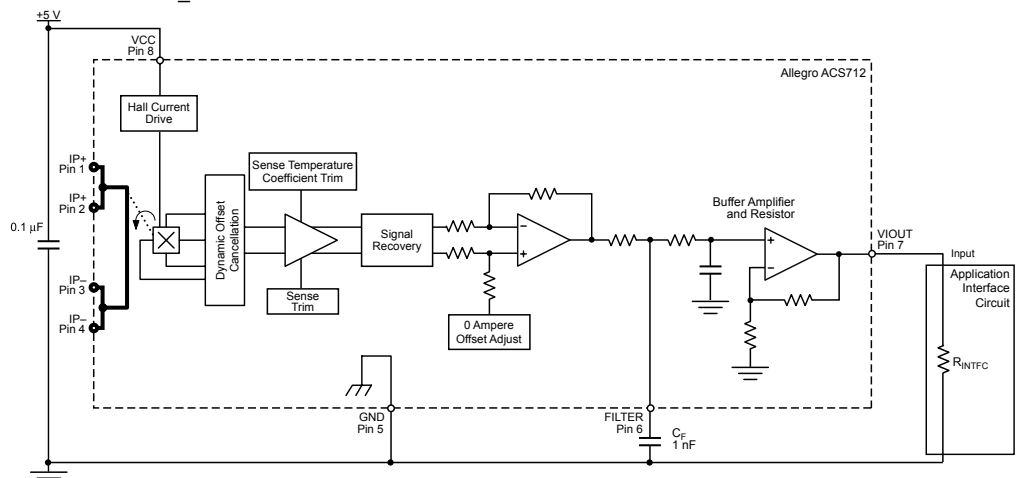 +5 V
VCC
Pin 8
Allegro ACS712
Hall Current
Drive
IP+
Pin 1
IP+
Pin 2
0.1 µF
IP–
Pin 3
IP–
Pin 4
Dynamic Offset
Cancellation
Sense Temperature
Coefficient Trim
Sense
Trim
Signal
Recovery
0 Ampere
Offset Adjust
Buffer Amplifier
and Resistor
VIOUT
Pin 7
Input
Application
Interface
Circuit
RINTFC
GND
Pin 5
FILTER
Pin 6
CF
1 nF